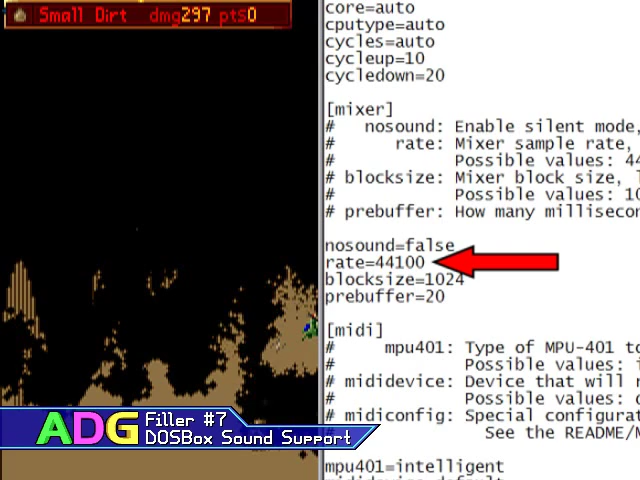 Small Dirt dmg297 pts0
core=auto
cputype=auto
cycles=auto
cycleup=10
cycledown=20
[mixer]
# nosound: Enable silent mode,
# rate: Mixer sample rate,
# Possible values: 44
# blocksize: Mixer block size,
# Possible values: 10
# prebuffer: How many
nosound=false
rate=44100
blocksize=1024
prebuffer=20
[midi]
# mpu401: Type of MPU-401 to
# Possible values:
# mididevice: Device that will
# Possible values:
# midiconfig: Special
# See the README/M
mpu401=intelligent
ADG
Filler #7
DOSBox Sound Support